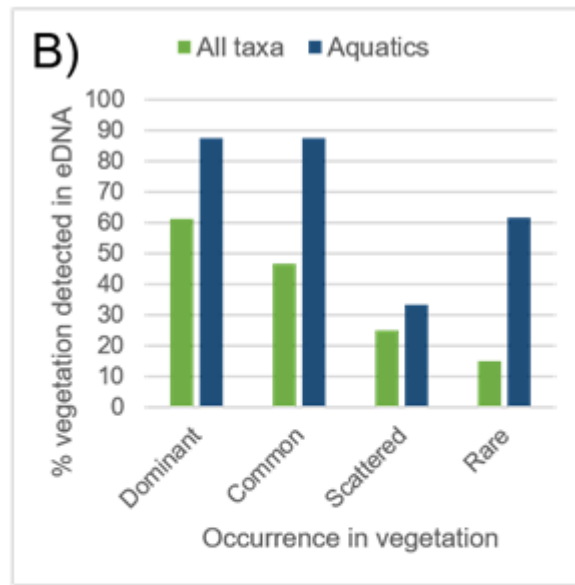 B)
All taxa Aquatics
% vegetation detected in eDNA
100
90
80
70
60
50
40
30
20
10
0
Dominant
Common
Scattered
Rare
Occurrence in vegetation